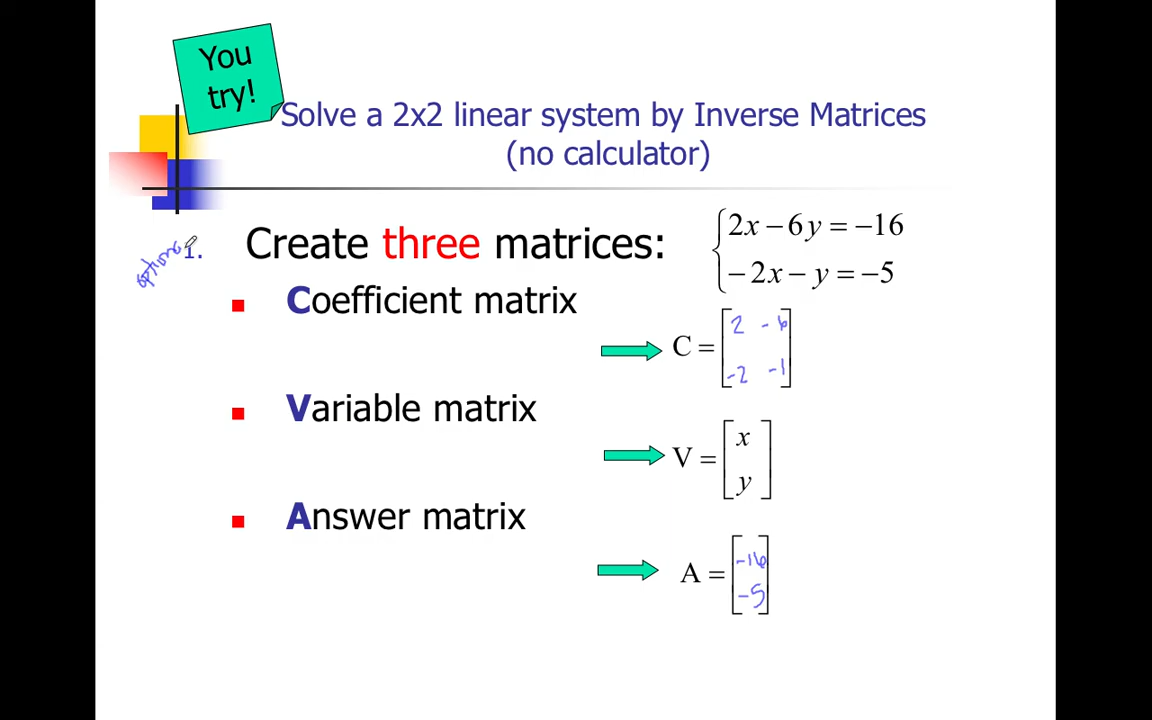 You
try!
Solve a 2x2 linear system by Inverse Matrices
(no calculator)
1. Create three matrices:
2x − 6y = −16
− 2x − y = −5
Coefficient matrix
C = [2 -6
-2 -1]
Variable matrix
V = [x
y]
Answer matrix
A = [-16
-5]